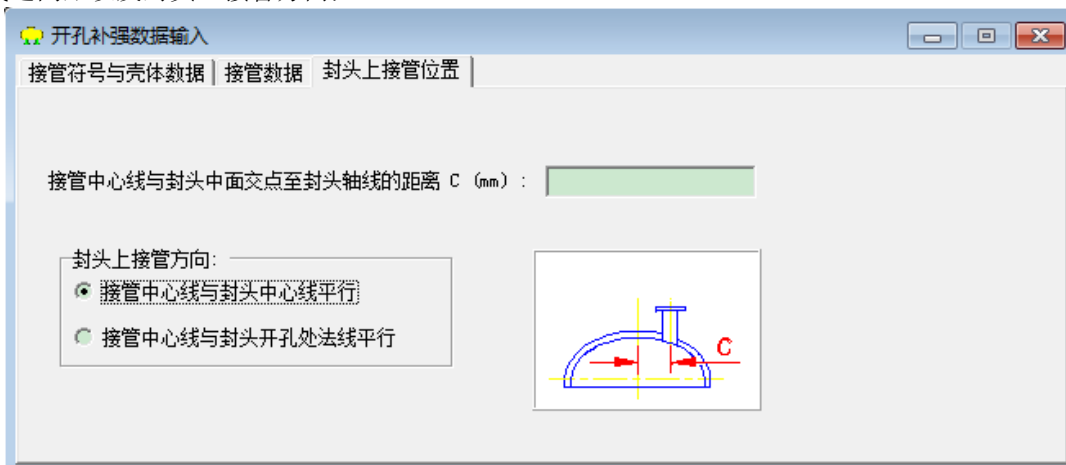 开孔补强数据输入
接管符号与壳体数据 接管数据 封头上接管位置
接管中心线与封头中面交点至封头轴线的距离 C (mm) :
封头上接管方向:
接管中心线与封头中心线平行
接管中心线与封头开孔处法线平行
C